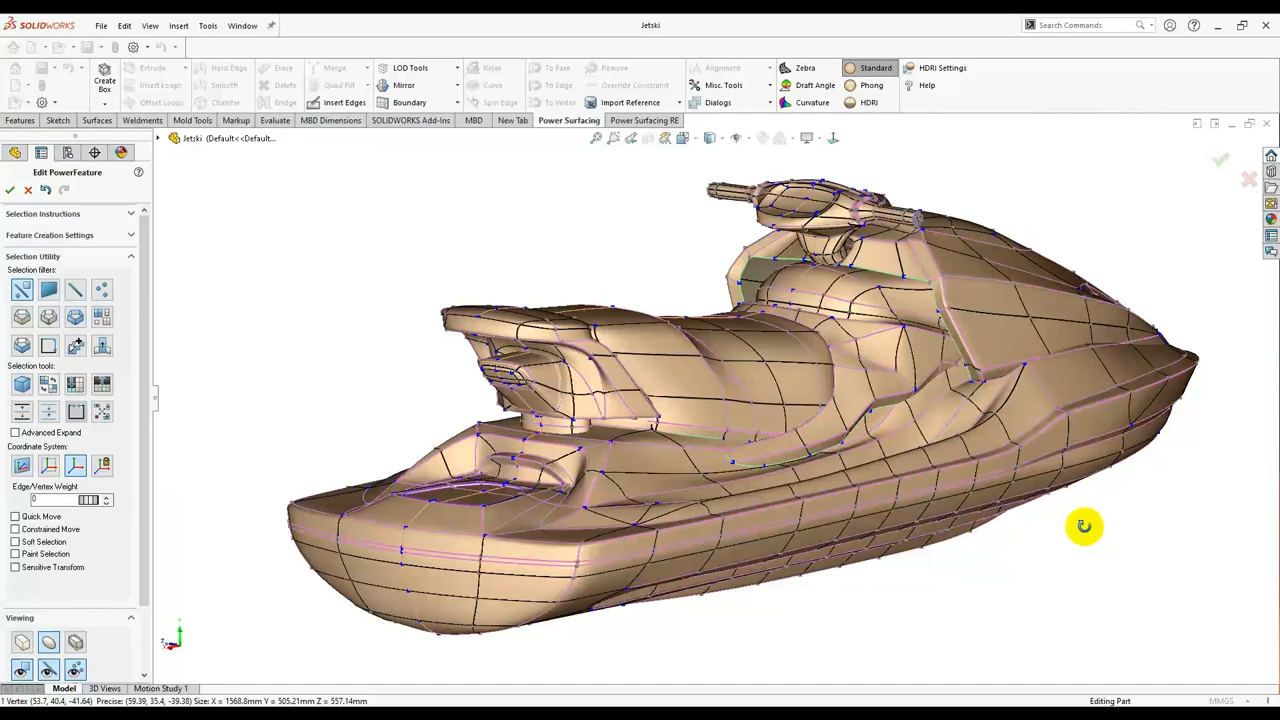 SOLIDWORKS File Edit View Insert Tools Window Jetski Search Commands
Extrude Hard Edge Erase Merge LOD Tools Relax To Face Remove Alignment Zebra Standard HDRI Settings
Create Box Insert Loops Smooth Delete Quad Fill Mirror Curve To Edge Override Constraint Misc. Tools Draft Angle Phong Help
Offset Loops Chamfer Bridge Insert Edges Boundary Spin Edge To Vertex Import Reference Dialogs Curvature HDRI
Features Sketch Surfaces Weldments Mold Tools Markup Evaluate MBD Dimensions SOLIDWORKS Add-Ins MBD New Tab Power Surfacing Power Surfacing RE
Jetski (Default<<Default...
Edit PowerFeature
Selection Instructions
Feature Creation Settings
Selection Utility
Selection filters:
Selection tools:
Advanced Expand
Coordinate System:
Edge/Vertex Weight
0
Quick Move
Constrained Move
Soft Selection
Paint Selection
Sensitive Transform
Viewing
Model 3D Views Motion Study 1
1 Vertex (53.7, 40.4, -41.64) Precise: (59.39, 35.4, -39.38) Size: X = 1568.8mm Y = 505.21mm Z = 557.14mm Editing Part MMGS